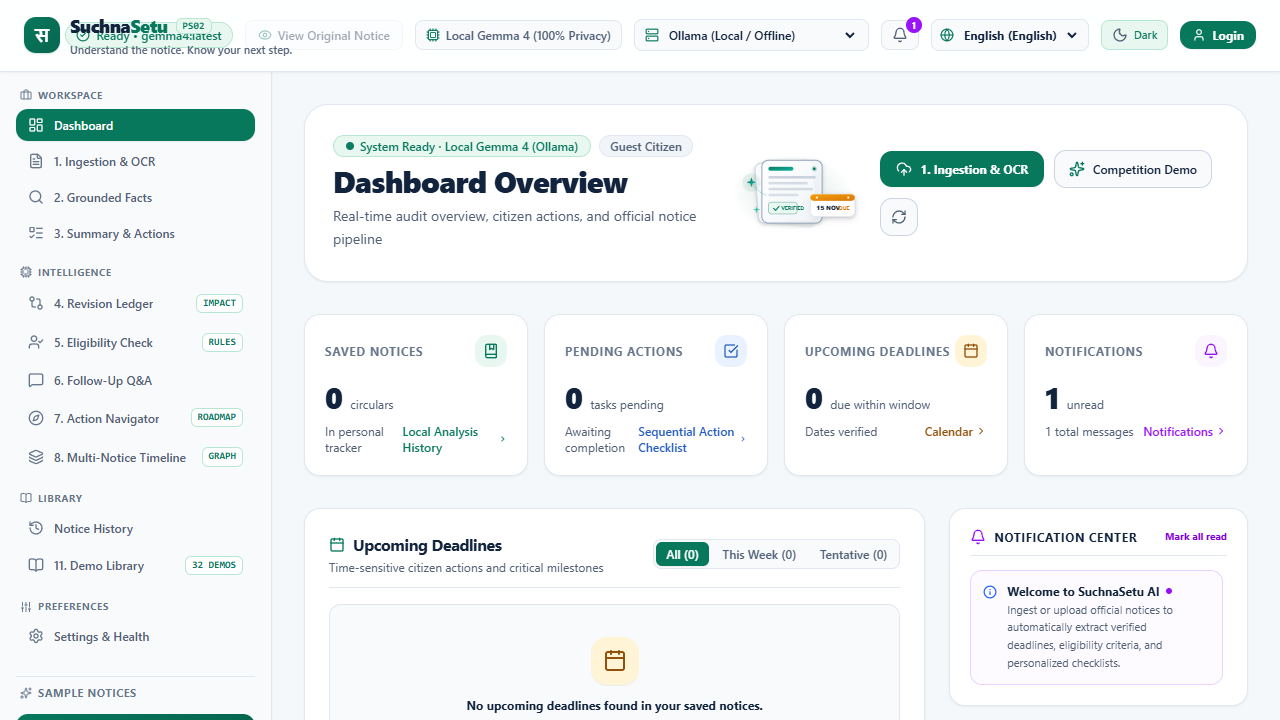 स
SuchnaSetu PS02
Understand the notice. Know your next step.
Ready · gemma4:latest
View Original Notice
Local Gemma 4 (100% Privacy)
Ollama (Local / Offline)
1
English (English)
Dark
Login
WORKSPACE
Dashboard
1. Ingestion & OCR
2. Grounded Facts
3. Summary & Actions
INTELLIGENCE
4. Revision Ledger IMPACT
5. Eligibility Check RULES
6. Follow-Up Q&A
7. Action Navigator ROADMAP
8. Multi-Notice Timeline GRAPH
LIBRARY
Notice History
11. Demo Library 32 DEMOS
PREFERENCES
Settings & Health
SAMPLE NOTICES
System Ready · Local Gemma 4 (Ollama)
Guest Citizen
Dashboard Overview
Real-time audit overview, citizen actions, and official notice
pipeline
VERIFIED
15 NOV DUE
1. Ingestion & OCR
Competition Demo
SAVED NOTICES
0 circulars
In personal
tracker
Local Analysis
History
PENDING ACTIONS
0 tasks pending
Awaiting
completion
Sequential Action
Checklist
UPCOMING DEADLINES
0 due within window
Dates verified
Calendar
NOTIFICATIONS
1 unread
1 total messages
Notifications
Upcoming Deadlines
Time-sensitive citizen actions and critical milestones
All (0)
This Week (0)
Tentative (0)
No upcoming deadlines found in your saved notices.
NOTIFICATION CENTER
Mark all read
Welcome to SuchnaSetu AI
Ingest or upload official notices to
automatically extract verified
deadlines, eligibility criteria, and
personalized checklists.